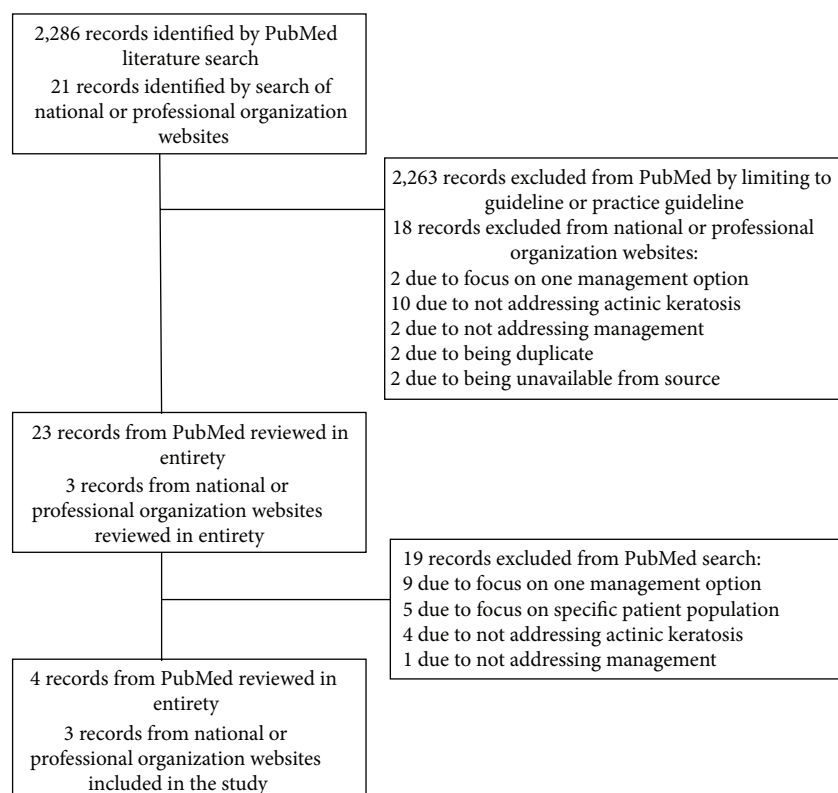 2,286 records identified by PubMed
literature search
21 records identified by search of
national or professional organization
websites
2,263 records excluded from PubMed by limiting to
guideline or practice guideline
18 records excluded from national or professional
organization websites:
2 due to focus on one management option
10 due to not addressing actinic keratosis
2 due to not addressing management
2 due to being duplicate
2 due to being unavailable from source
23 records from PubMed reviewed in
entirety
3 records from national or
professional organization websites
reviewed in entirety
19 records excluded from PubMed search:
9 due to focus on one management option
5 due to focus on specific patient population
4 due to not addressing actinic keratosis
1 due to not addressing management
4 records from PubMed reviewed in
entirety
3 records from national or
professional organization websites
included in the study